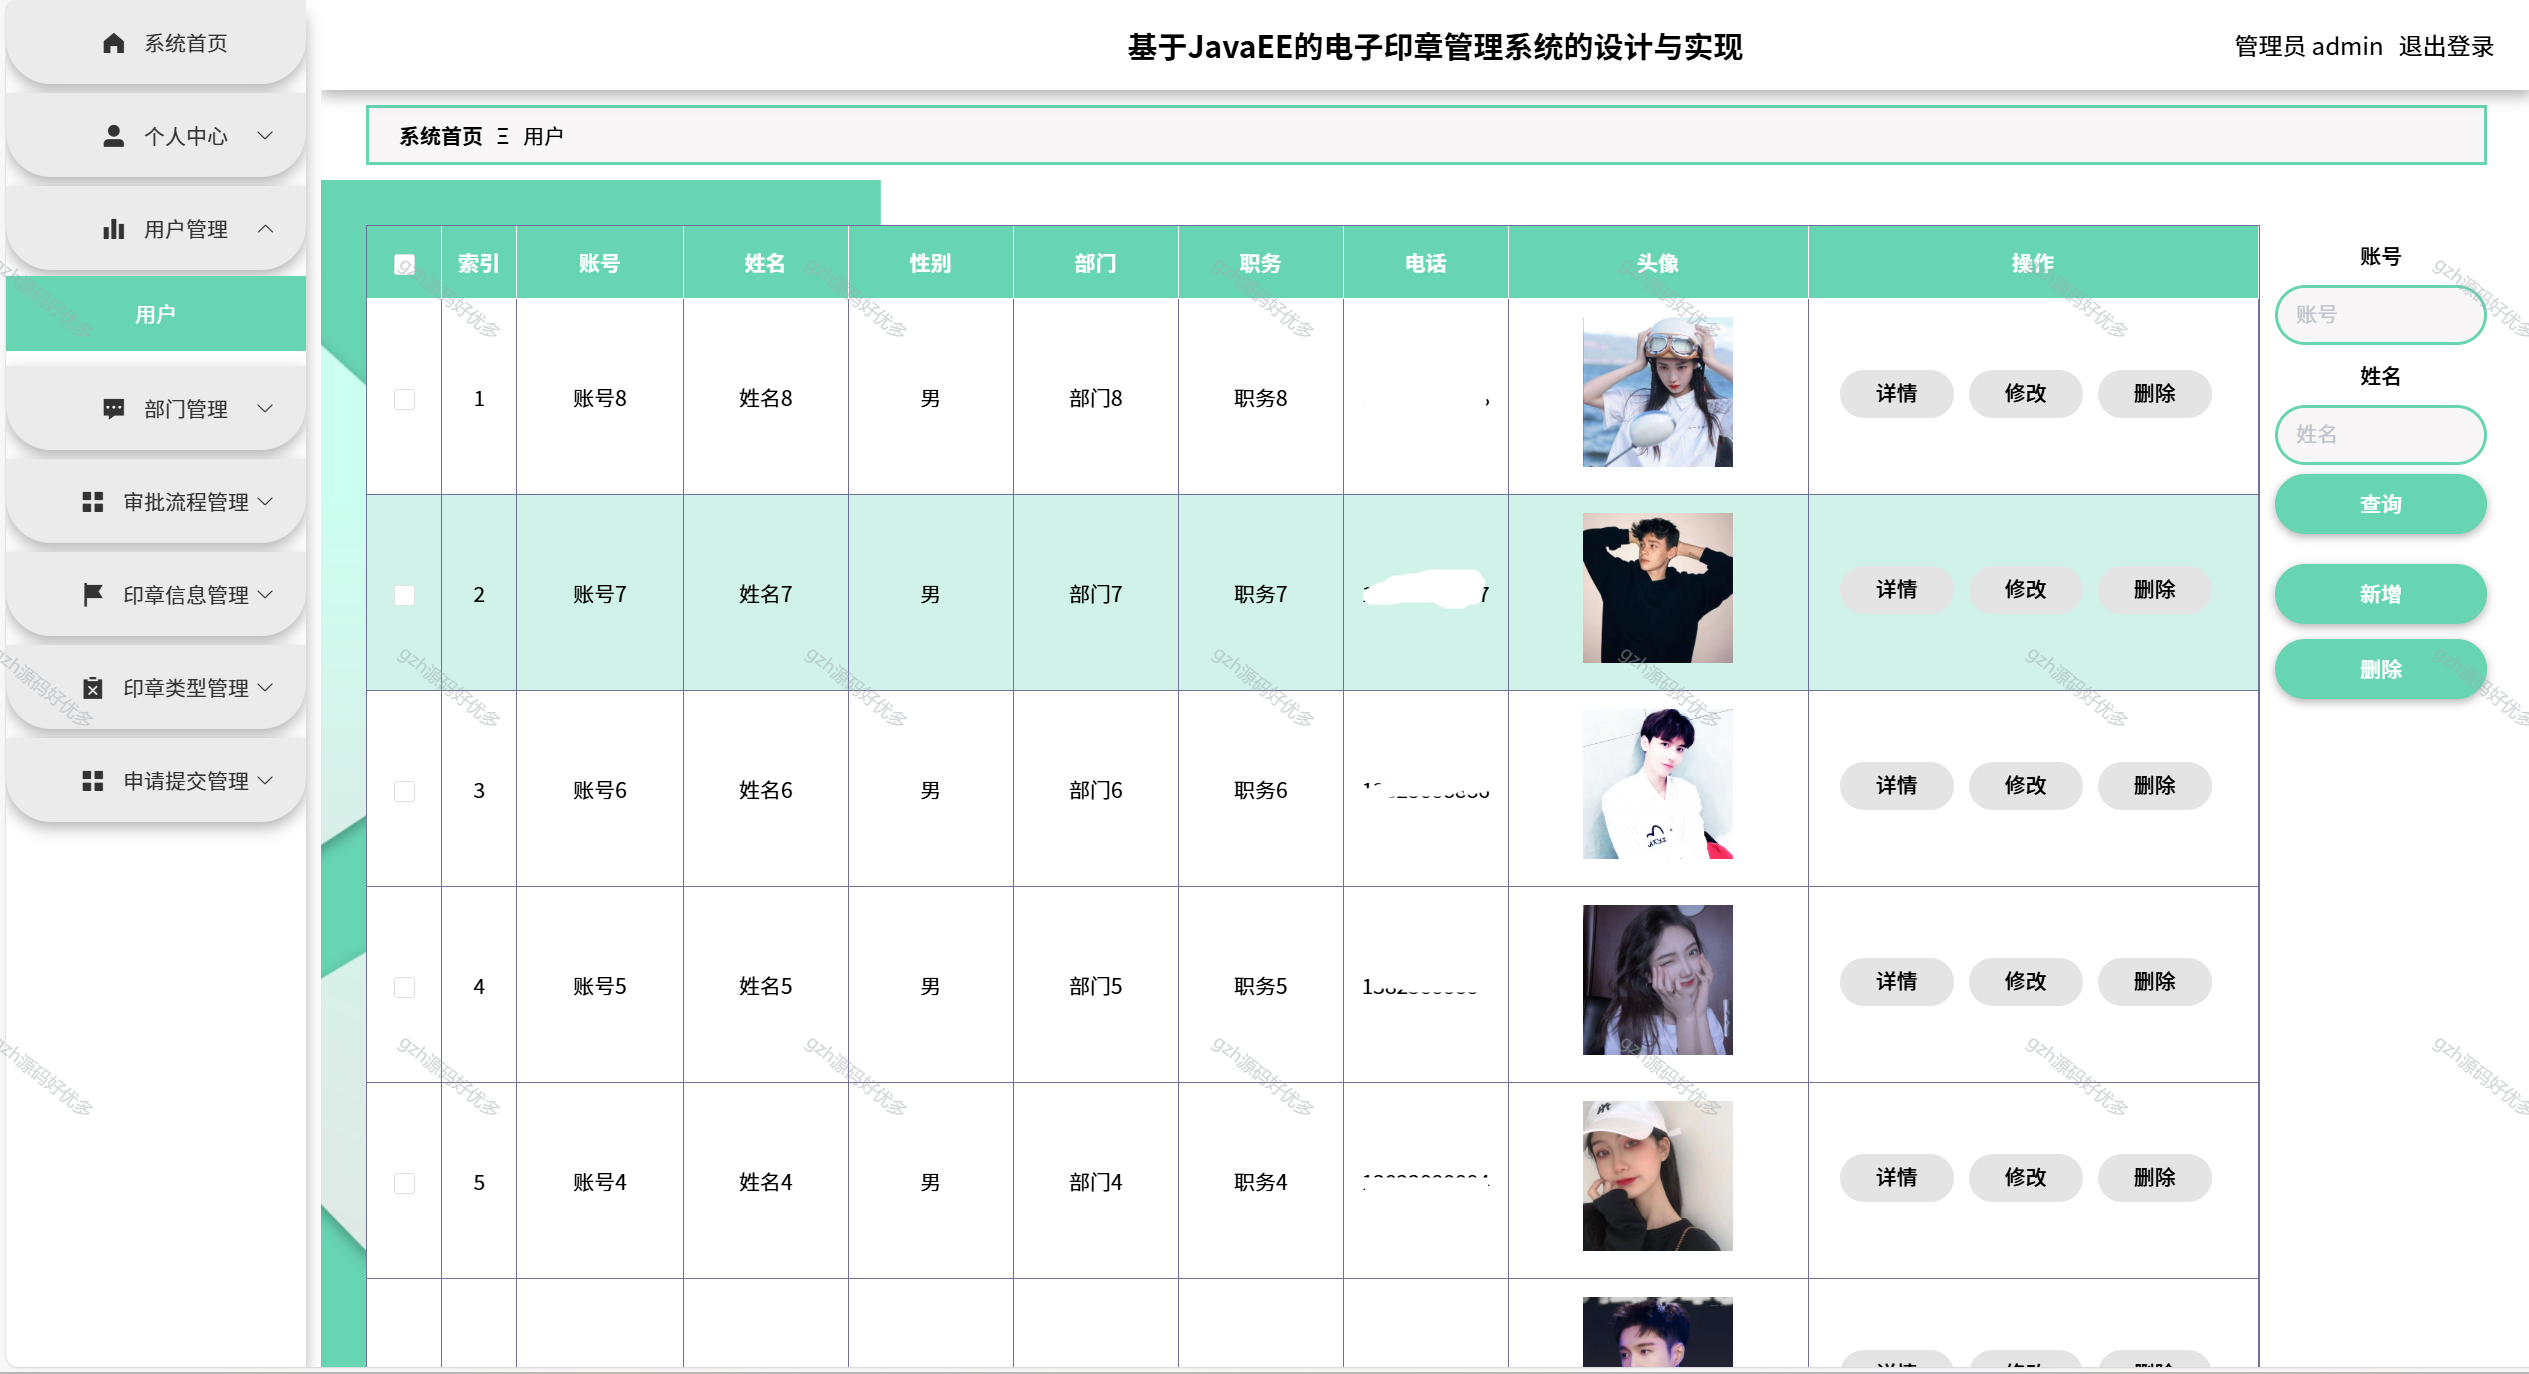 基于JavaEE的电子印章管理系统的设计与实现
管理员 admin 退出登录
系统首页
个人中心
用户管理
用户
部门管理
审批流程管理
印章信息管理
印章类型管理
申请提交管理
系统首页 Ξ 用户
索引 账号 姓名 性别 部门 职务 电话 头像 操作
1 账号8 姓名8 男 部门8 职务8 详情 修改 删除
2 账号7 姓名7 男 部门7 职务7 详情 修改 删除
3 账号6 姓名6 男 部门6 职务6 详情 修改 删除
4 账号5 姓名5 男 部门5 职务5 详情 修改 删除
5 账号4 姓名4 男 部门4 职务4 详情 修改 删除
账号
账号
姓名
姓名
查询
新增
删除
gzh源码好优多